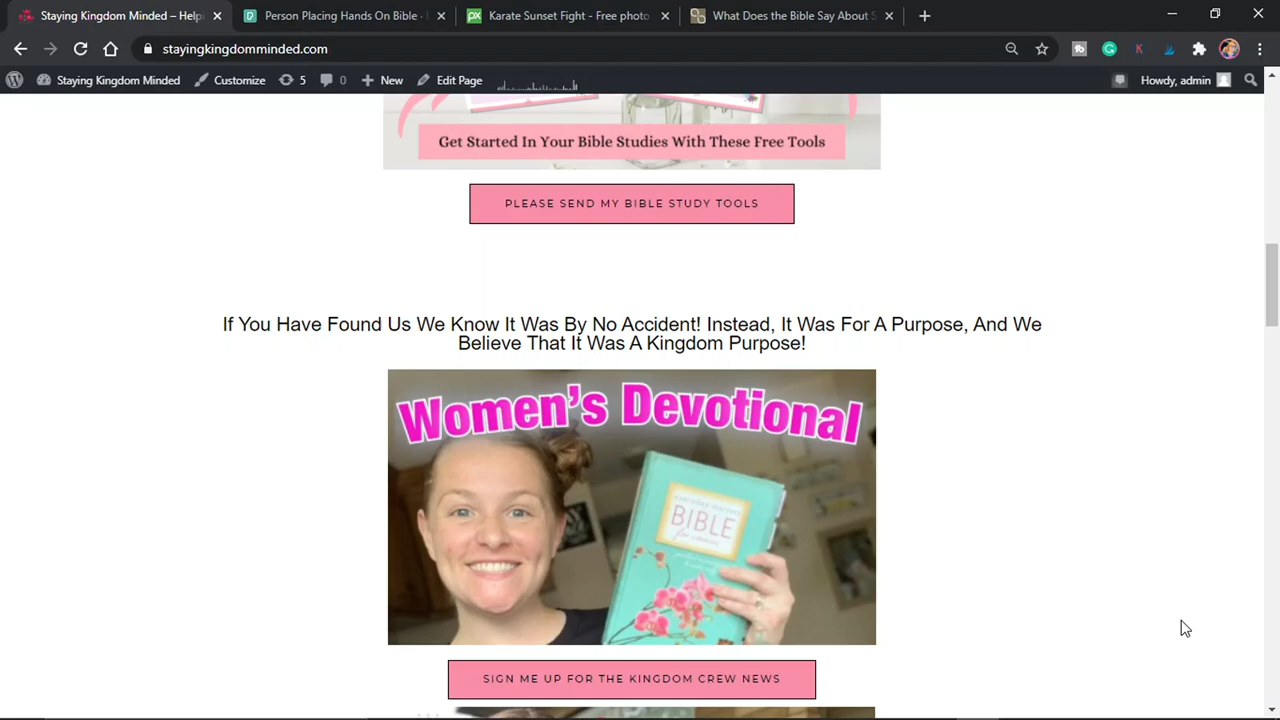 Staying Kingdom Minded – Help
Person Placing Hands On Bible -
Karate Sunset Fight - Free photo
What Does the Bible Say About S
stayingkingdomminded.com
Staying Kingdom Minded
Customize
5
0
New
Edit Page
Howdy, admin
Get Started In Your Bible Studies With These Free Tools
PLEASE SEND MY BIBLE STUDY TOOLS
If You Have Found Us We Know It Was By No Accident! Instead, It Was For A Purpose, And We
Believe That It Was A Kingdom Purpose!
Women's Devotional
everyday matters
BIBLE
for women
SIGN ME UP FOR THE KINGDOM CREW NEWS